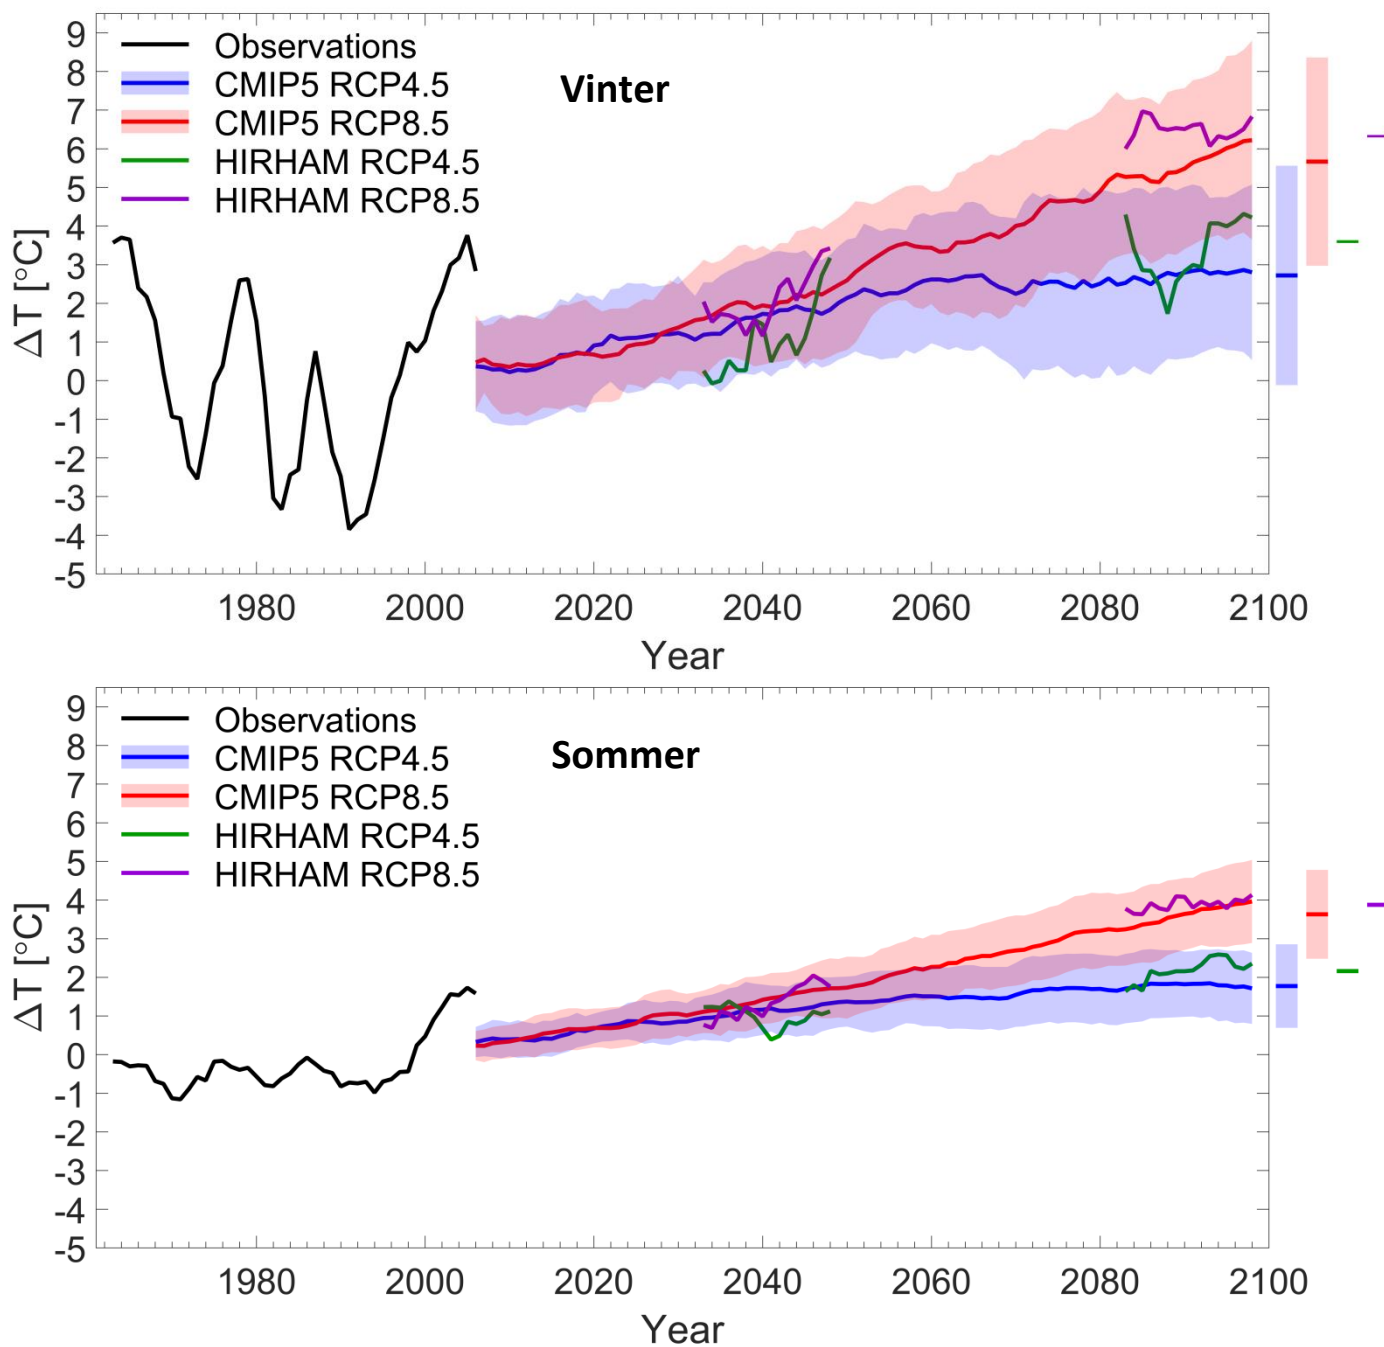 Vinter
Observations
CMIP5 RCP4.5
CMIP5 RCP8.5
HIRHAM RCP4.5
HIRHAM RCP8.5
ΔT [°C]
9
8
7
6
5
4
3
2
1
0
-1
-2
-3
-4
-5
1980 2000 2020 2040 2060 2080 2100
Year
Sommer
Observations
CMIP5 RCP4.5
CMIP5 RCP8.5
HIRHAM RCP4.5
HIRHAM RCP8.5
ΔT [°C]
9
8
7
6
5
4
3
2
1
0
-1
-2
-3
-4
-5
1980 2000 2020 2040 2060 2080 2100
Year